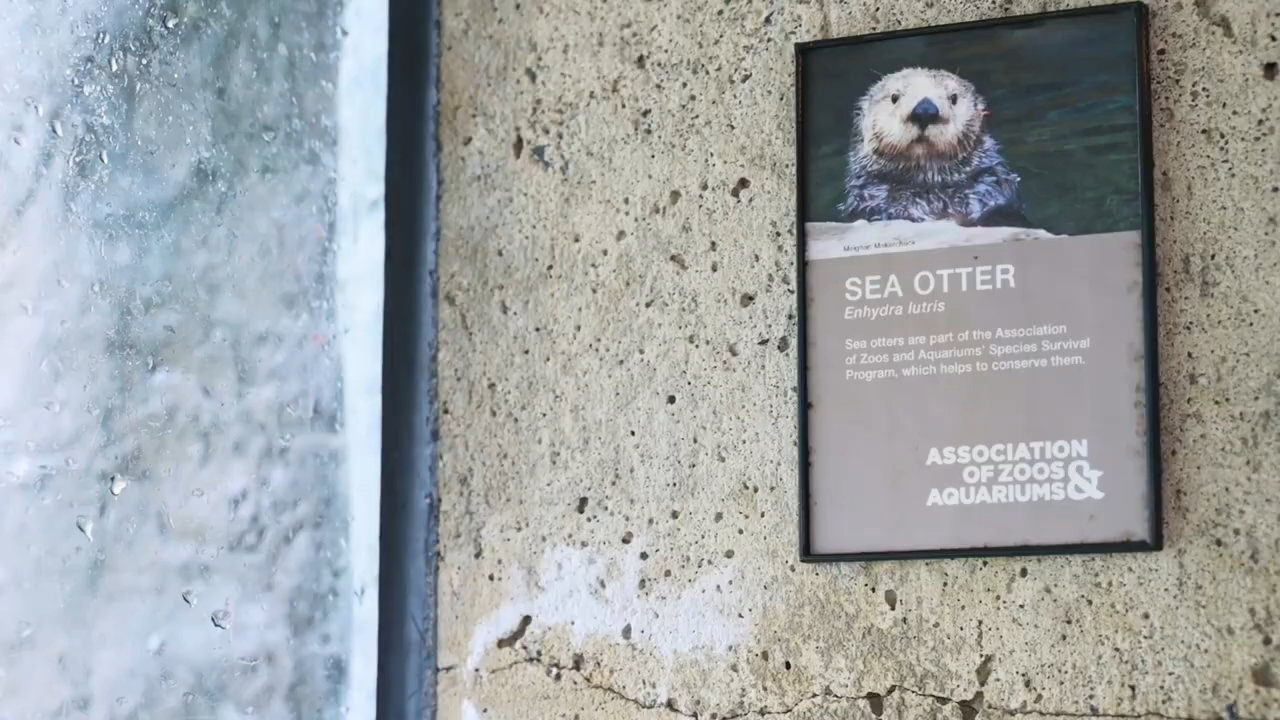 SEA OTTER
Enhydra lutris
Sea otters are part of the Association
of Zoos and Aquariums' Species Survival
Program, which helps to conserve them.
ASSOCIATION
OF ZOOS &
AQUARIUMS